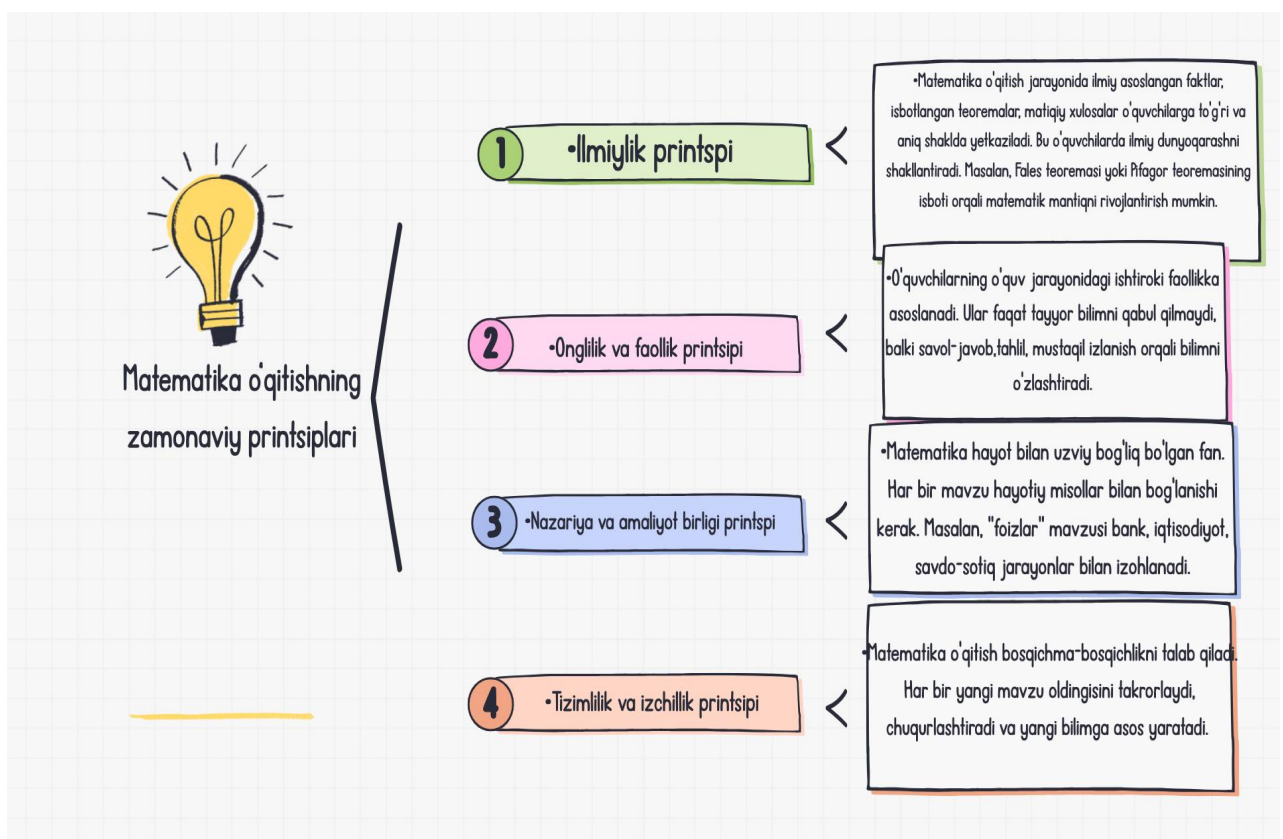 Matematika o'qitishning
zamonaviy printsiplari
1
•Ilmiylik printspi
•Matematika o'qitish jarayonida ilmiy asoslangan faktlar,
isbotlangan teoremalar, matiqiy xulosalar o'quvchilarga to'g'ri va
aniq shaklda yetkaziladi. Bu o'quvchilarda ilmiy dunyoqarashni
shakllantiradi. Masalan, Fales teoremasi yoki Pifagor teoremasining
isboti orqali matematik mantiqni rivojlantirish mumkin.
2
•Onglilik va faollik printsipi
•O'quvchilarning o'quv jarayonidagi ishtiroki faollikka
asoslanadi. Ular faqat tayyor bilimni qabul qilmaydi,
balki savol-javob,tahlil, mustaqil izlanish orqali bilimni
o'zlashtiradi.
3
•Nazariya va amaliyot birligi printspi
•Matematika hayot bilan uzviy bog'liq bo'lgan fan.
Har bir mavzu hayotiy misollar bilan bog'lanishi
kerak. Masalan, "foizlar" mavzusi bank, iqtisodiyot,
savdo-sotiq jarayonlar bilan izohlanadi.
4
•Tizimlilik va izchillik printsipi
•Matematika o'qitish bosqichma-bosqichlikni talab qiladi.
Har bir yangi mavzu oldingisini takrorlaydi,
chuqurlashtiradi va yangi bilimga asos yaratadi.